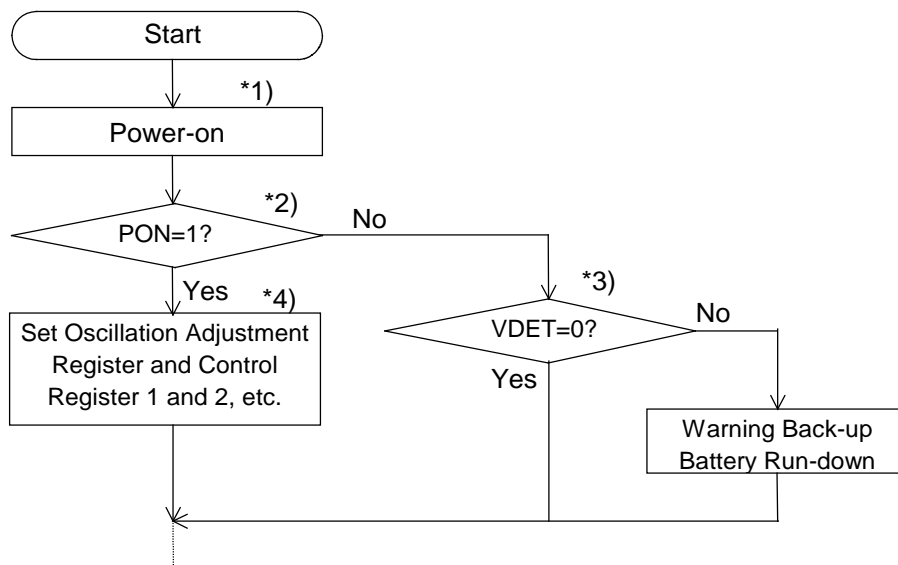 Start
*1)
Power-on
*2)
PON=1?
No
Yes
*3)
VDET=0?
No
Yes
*4)
Set Oscillation Adjustment
Register and Control
Register 1 and 2, etc.
Warning Back-up
Battery Run-down